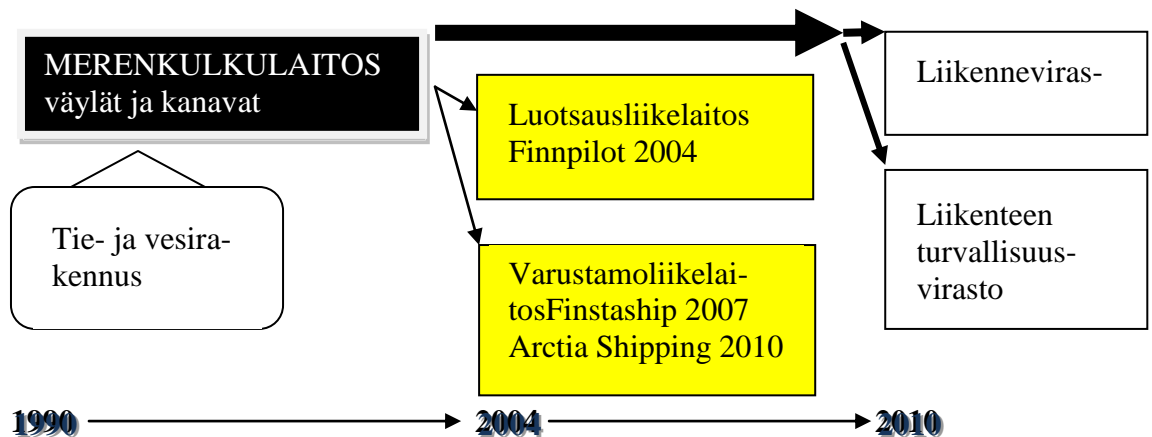 MERENKULKULAITOS
väylät ja kanavat
Tie- ja vesira-
kennus
Luotsausliikelaitos
Finnpilot 2004
Varustamoliikelai-
tosFinstaship 2007
Arctia Shipping 2010
Liikenneviras-
Liikenteen
turvallisuus-
virasto
1990
2004
2010